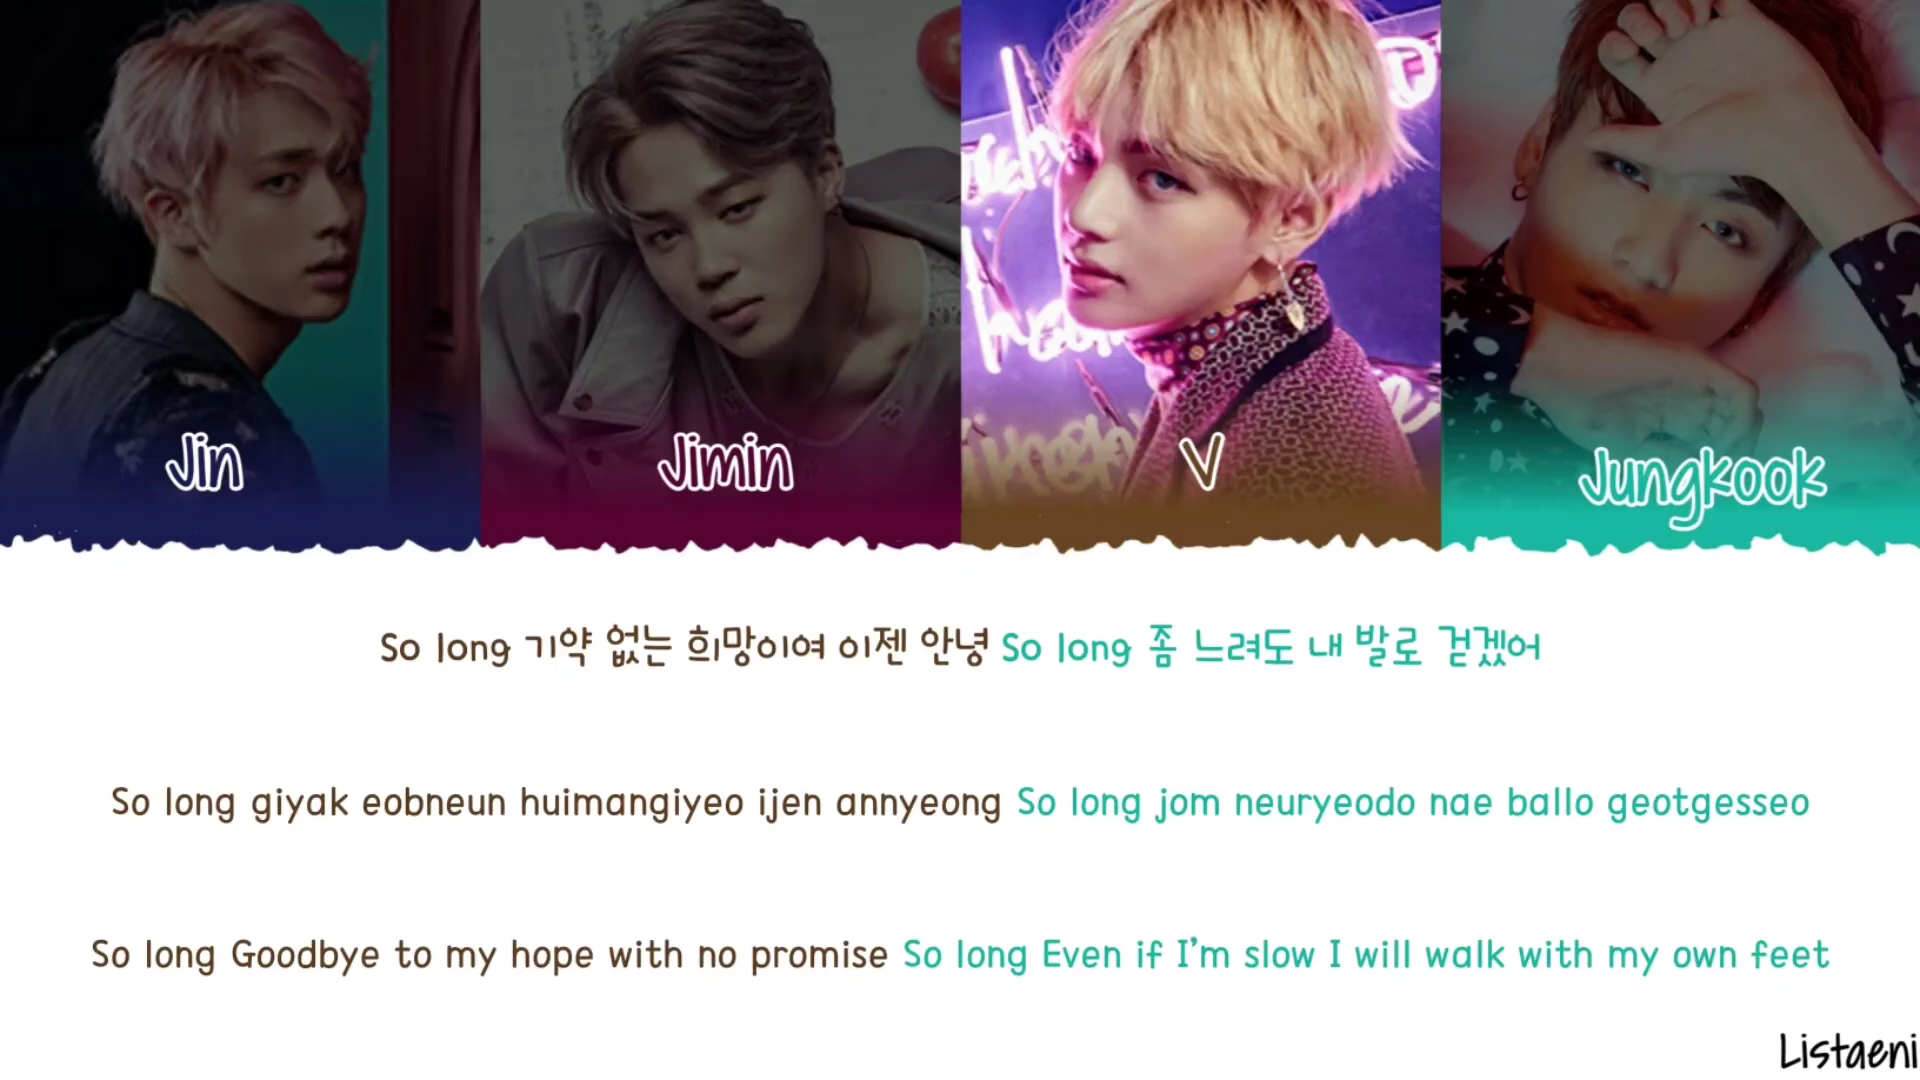 Jin
Jimin
V
Jungkook
So long 기약 없는 희망이여 이젠 안녕 So long 좀 느려도 내 발로 걷겠어
So long giyak eobneun huimangiyeo ijen annyeong So long jom neuryeodo nae ballo geotgesseo
So long Goodbye to my hope with no promise So long Even if I'm slow I will walk with my own feet
Listaeni